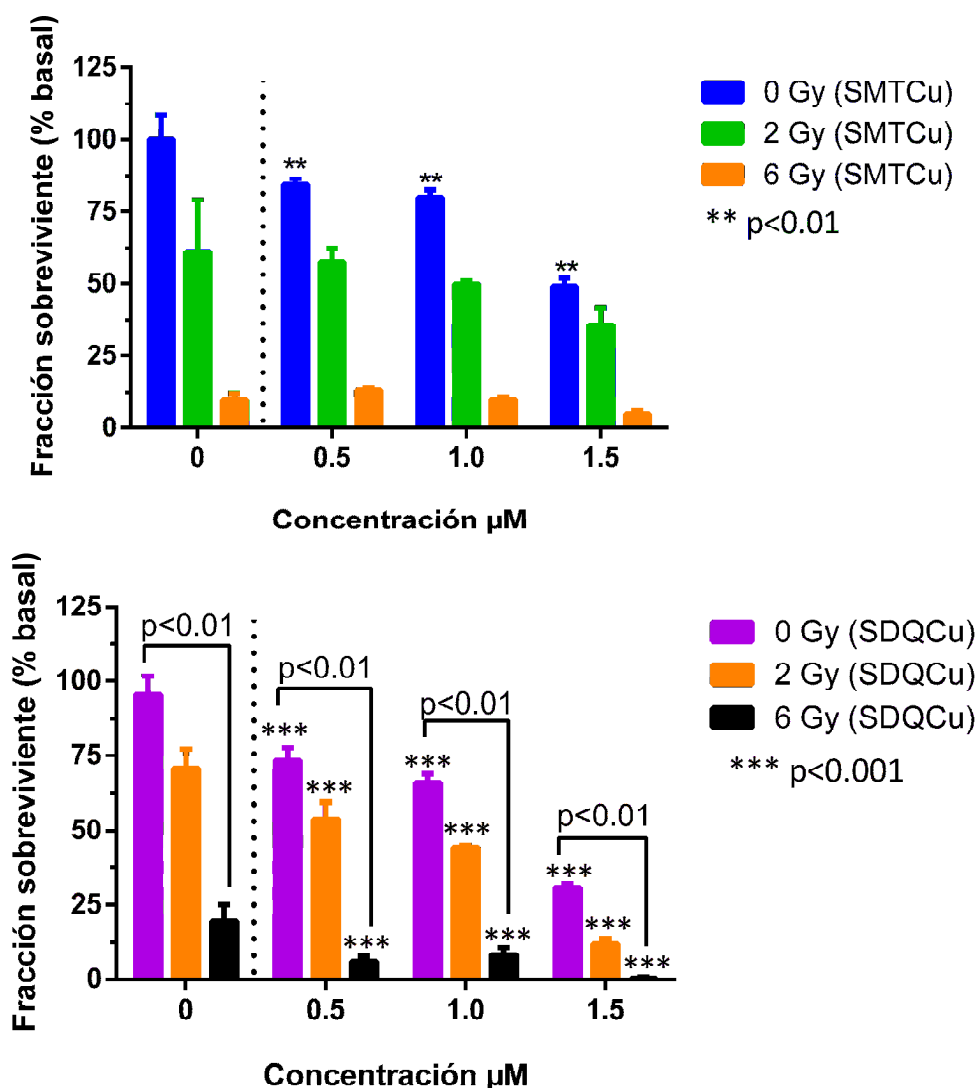 Fracción sobreviviente (% basal)
125
100
75
50
25
0
** ** **
0 0.5 1.0 1.5
Concentración µM
0 Gy (SMTCu)
2 Gy (SMTCu)
6 Gy (SMTCu)
** p<0.01
Fracción sobreviviente (% basal)
125
100
75
50
25
0
p<0.01
p<0.01
p<0.01
p<0.01
*** *** ***
*** *** ***
*** *** ***
0 0.5 1.0 1.5
Concentración µM
0 Gy (SDQCu)
2 Gy (SDQCu)
6 Gy (SDQCu)
*** p<0.001